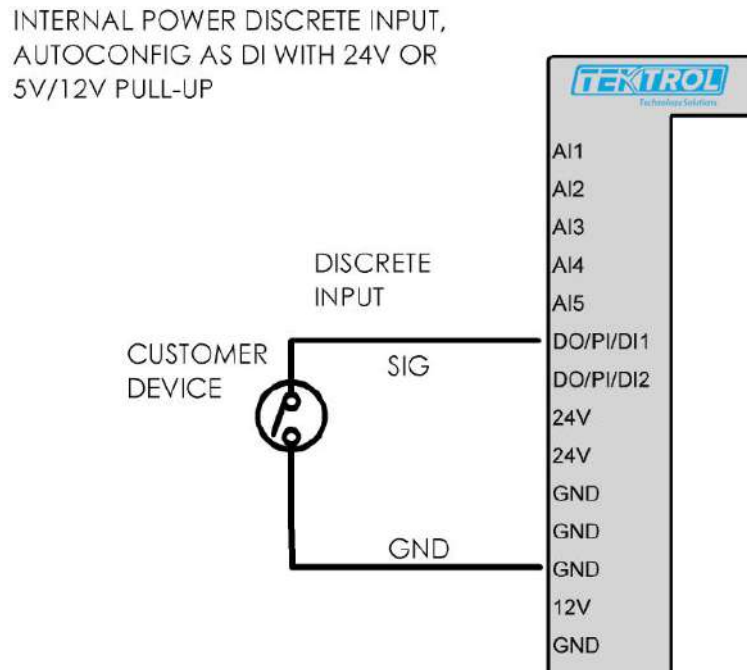 INTERNAL POWER DISCRETE INPUT,
AUTOCONFIG AS DI WITH 24V OR
5V/12V PULL-UP
TEKTROL
Technology Solutions
AI1
AI2
AI3
AI4
AI5
DO/PI/DI1
DO/PI/DI2
24V
24V
GND
GND
GND
12V
GND
DISCRETE
INPUT
CUSTOMER
DEVICE
SIG
GND